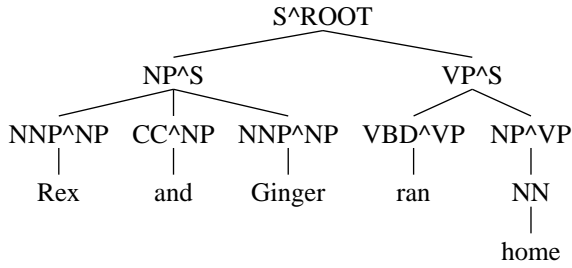 S^ROOT
NP^S VP^S
NNP^NP CC^NP NNP^NP VBD^VP NP^VP
Rex and Ginger ran NN
home